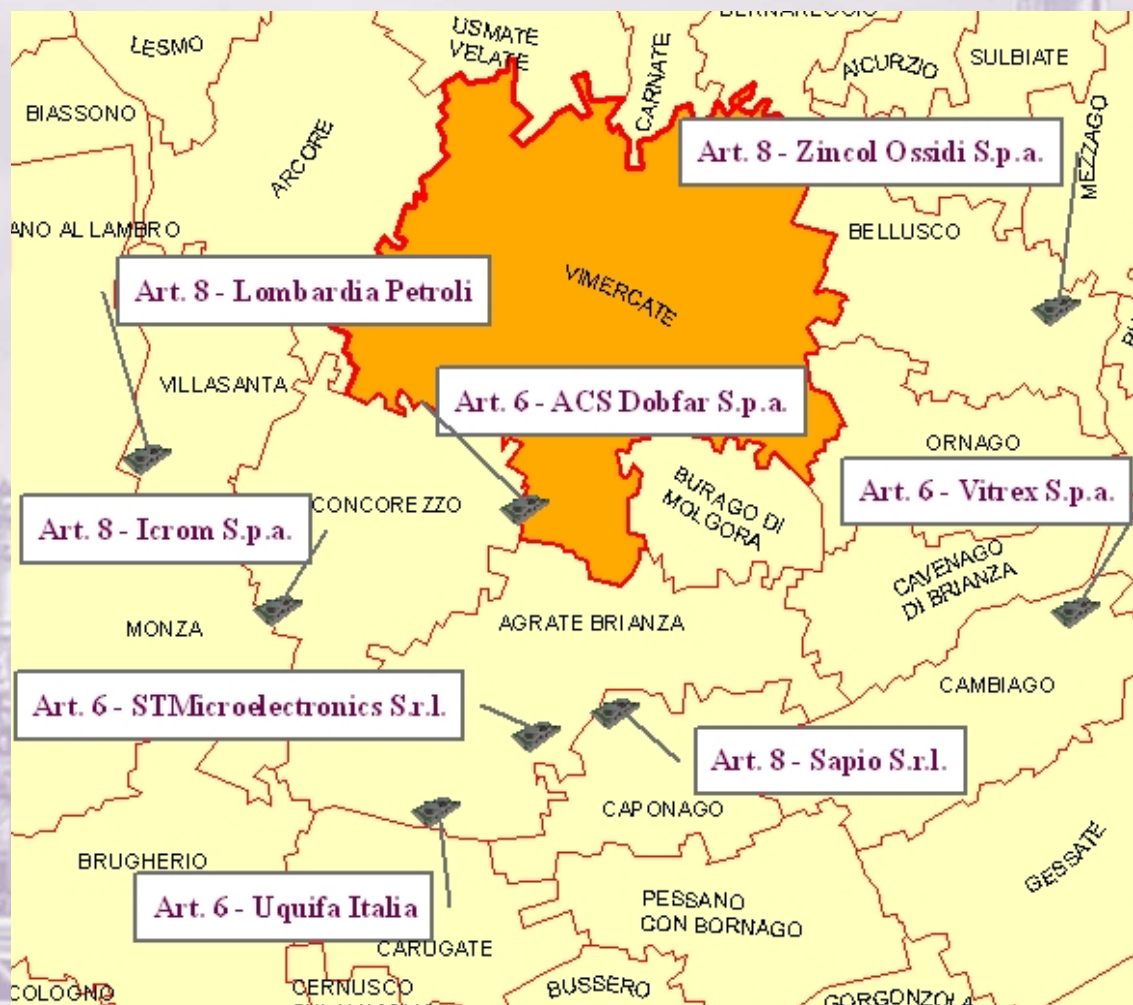 LESMO
USMATE
VELATE
BERNAREGGIO
CARNATE
AICURZIO
SULBIATE
BIASSONO
ARCORE
MEZZAGO
Art. 8 - Zincol Ossidi S.p.a.
ANO AL LAMBRO
BELLUSCO
Art. 8 - Lombardia Petroli
VIMERCATE
VILLASANTA
Art. 6 - ACS Dobfar S.p.a.
ORNAGO
BURAGO DI
MOLGORA
Art. 6 - Vitrex S.p.a.
CONCOREZZO
Art. 8 - Icrom S.p.a.
CAVENAGO
DI BRIANZA
MONZA
AGRATE BRIANZA
CAMBIAGO
Art. 6 - STMicroelectronics S.r.l.
Art. 8 - Sapio S.r.l.
CAPONAGO
BRUGHERIO
GESSATE
Art. 6 - Uquifa Italia
PESSANO
CON BORNAGO
CARUGATE
COLOGNO
CERNUSCO
BUSSERO
GORGONZOLA